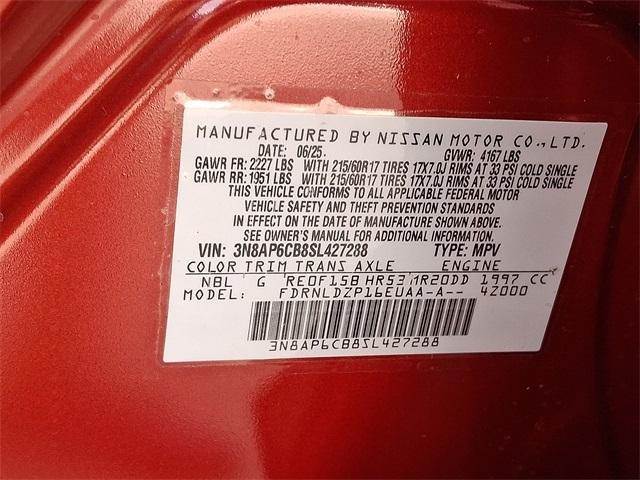 MANUFACTURED BY NISSAN MOTOR CO., LTD.
DATE: 06/25. GVWR: 4167 LBS
GAWR FR: 2227 LBS WITH 215/60R17 TIRES 17X7.0J RIMS AT 33 PSI COLD SINGLE
GAWR RR: 1951 LBS WITH 215/60R17 TIRES 17X7.0J RIMS AT 33 PSI COLD SINGLE
THIS VEHICLE CONFORMS TO ALL APPLICABLE FEDERAL MOTOR
VEHICLE SAFETY AND THEFT PREVENTION STANDARDS
IN EFFECT ON THE DATE OF MANUFACTURE SHOWN ABOVE.
SEE OWNER'S MANUAL FOR ADDITIONAL INFORMATION.
VIN: 3N8AP6CB8SL427288 TYPE: MPV
COLOR TRIM TRANS AXLE ENGINE
NBL G RE0F15B HR53 MR20DD 1997 CC
MODEL: FDRNLDZP16EUAA-A-- 4Z000
3N8AP6CB8SL427288